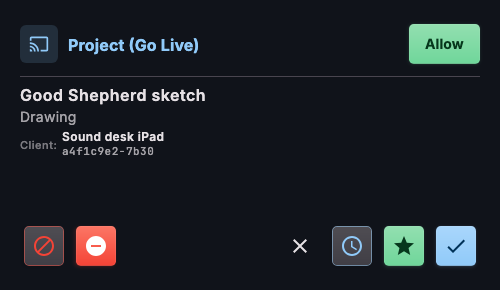 Project (Go Live)
Allow
Good Shepherd sketch
Drawing
Client: Sound desk iPad
a4f1c9e2-7b30